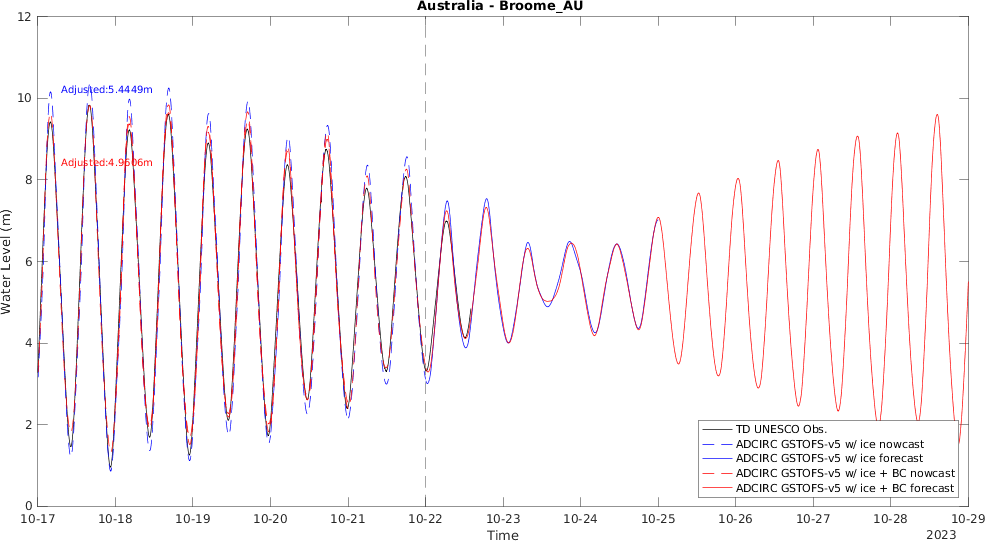 Australia - Broome_AU
12
10
8
6
4
2
0
Water Level (m)
Adjusted:5.4449m
Adjusted:4.9506m
TD UNESCO Obs.
ADCIRC GSTOFS-v5 w/ ice nowcast
ADCIRC GSTOFS-v5 w/ ice forecast
ADCIRC GSTOFS-v5 w/ ice + BC nowcast
ADCIRC GSTOFS-v5 w/ ice + BC forecast
10-17 10-18 10-19 10-20 10-21 10-22 10-23 10-24 10-25 10-26 10-27 10-28 10-29
Time
2023